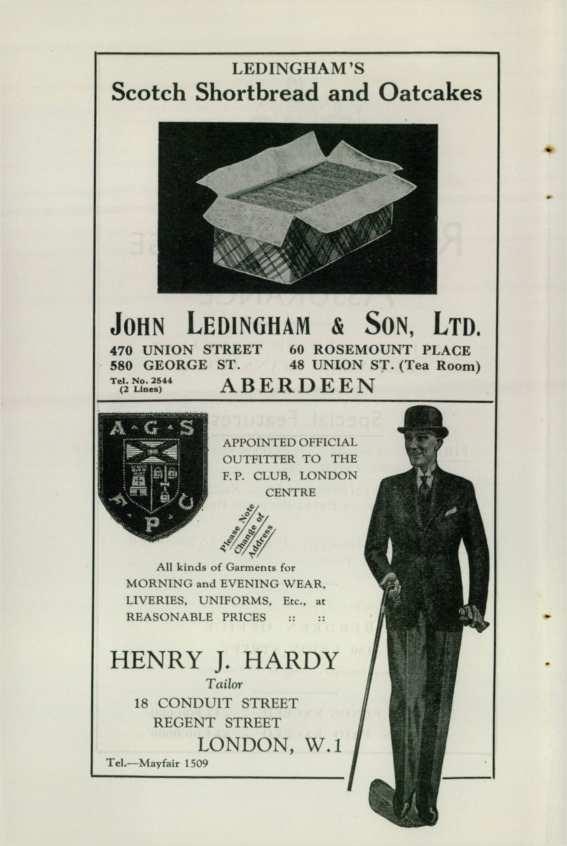 LEDINGHAM'S
Scotch Shortbread and Oatcakes
JOHN LEDINGHAM & SON, LTD.
470 UNION STREET 60 ROSEMOUNT PLACE
580 GEORGE ST. 48 UNION ST. (Tea Room)
Tel. No. 2544
(2 Lines)
ABERDEEN
A·G·S
F·P·C
APPOINTED OFFICIAL
OUTFITTER TO THE
F.P. CLUB, LONDON
CENTRE
Please Note
Change of
Address
All kinds of Garments for
MORNING and EVENING WEAR,
LIVERIES, UNIFORMS, Etc., at
REASONABLE PRICES :: ::
HENRY J. HARDY
Tailor
18 CONDUIT STREET
REGENT STREET
LONDON, W.1
Tel.—Mayfair 1509